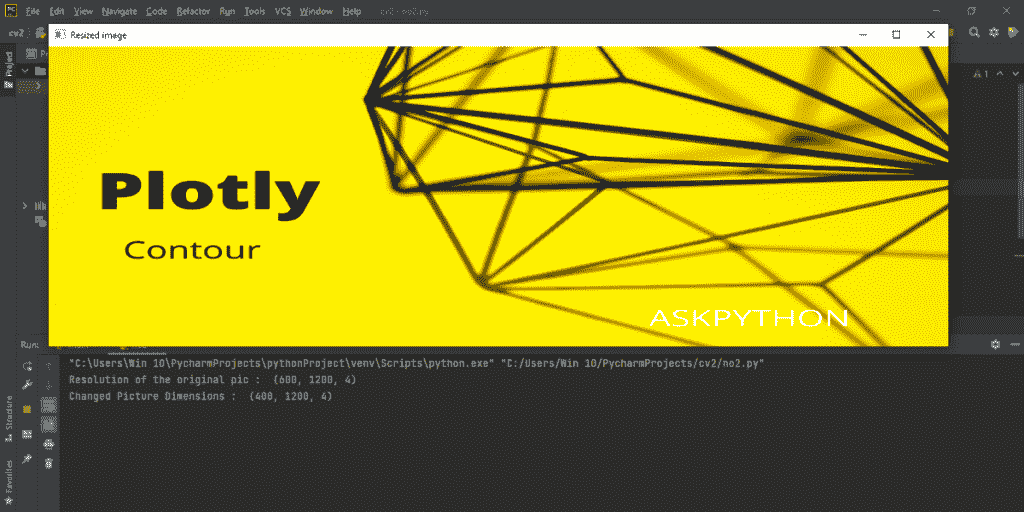 File Edit View Navigate Code Refactor Run Tools VCS Window Help cv2 - no2.py
cv2
Resized image
Project
1
Plotly
Contour
ASKPYTHON
Run:
"C:\Users\Win 10\PycharmProjects\pythonProject\venv\Scripts\python.exe" "C:/Users/Win 10/PycharmProjects/cv2/no2.py"
Resolution of the original pic :  (600, 1200, 4)
Changed Picture Dimensions :  (400, 1200, 4)
Structure
Favorites